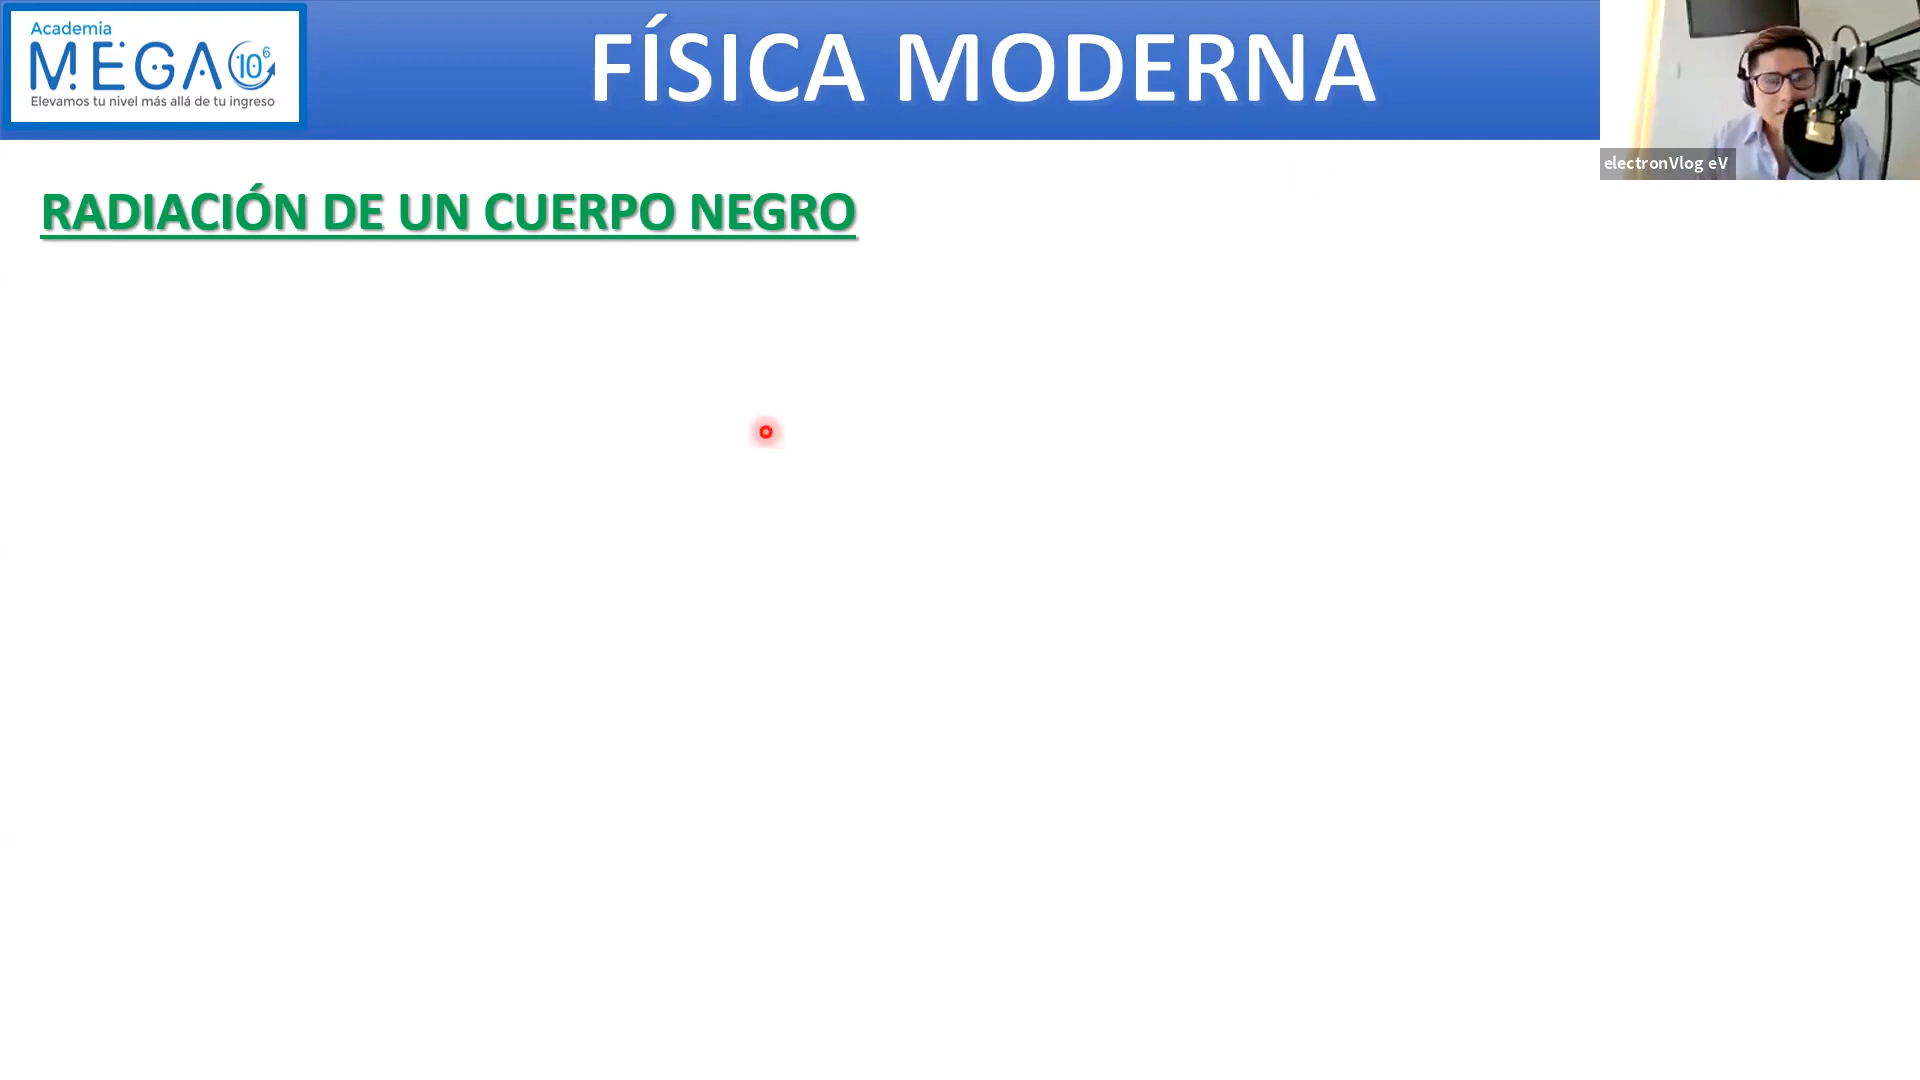 Academia
MEGA 10⁶
Elevamos tu nivel más allá de tu ingreso
FÍSICA MODERNA
electronVlog eV
RADIACIÓN DE UN CUERPO NEGRO